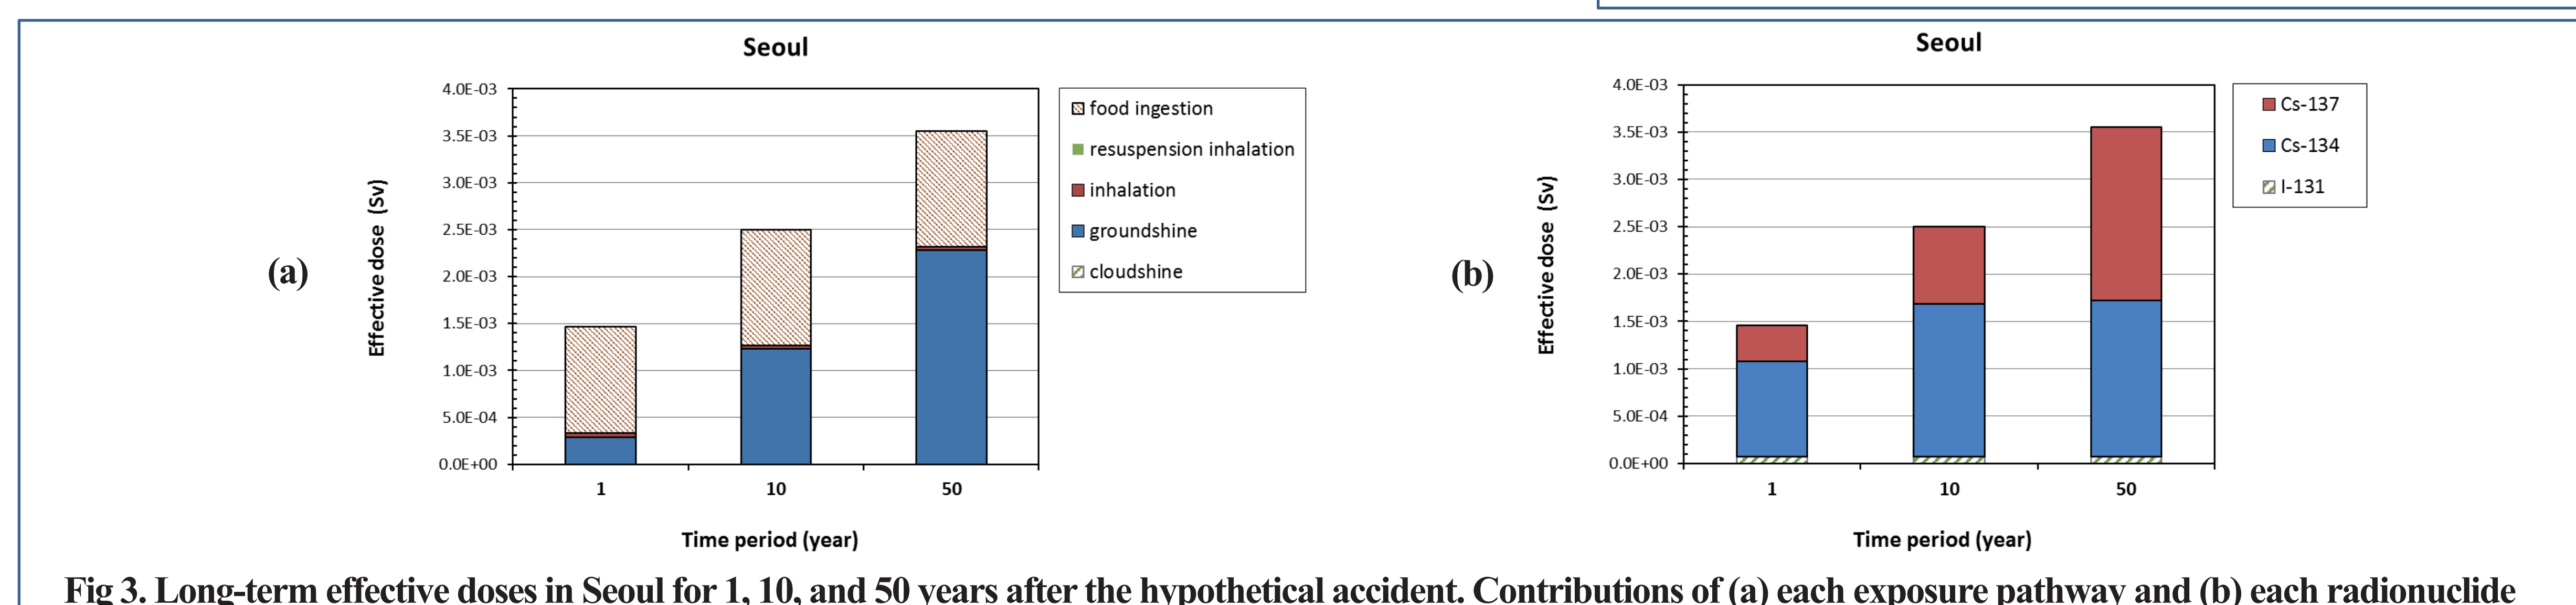 Seoul
4.0E-03
3.5E-03
3.0E-03
2.5E-03
2.0E-03
1.5E-03
1.0E-03
5.0E-04
0.0E+00
Effective dose (Sv)
1 10 50
Time period (year)
food ingestion
resuspension inhalation
inhalation
groundshine
cloudshine
(a)
Seoul
4.0E-03
3.5E-03
3.0E-03
2.5E-03
2.0E-03
1.5E-03
1.0E-03
5.0E-04
0.0E+00
Effective dose (Sv)
1 10 50
Time period (year)
Cs-137
Cs-134
I-131
(b)
Fig 3. Long-term effective doses in Seoul for 1, 10, and 50 years after the hypothetical accident. Contributions of (a) each exposure pathway and (b) each radionuclide